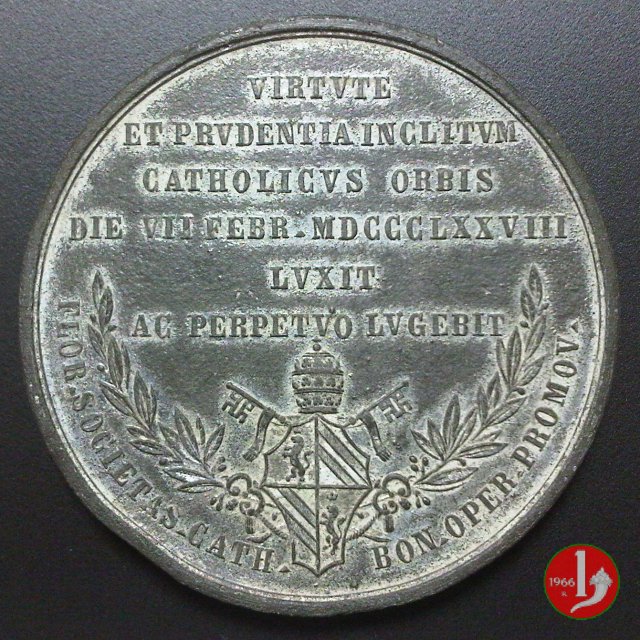 VIRTVTE
ET PRVDENTIA INCLITVM
CATHOLICVS ORBIS
DIE VII FEBR. MDCCCLXXVIII
LVXIT
AC PERPETVO LVGEBIT
SOCIETAS. CATH. BON. OPER. PROMOV.
1966
R